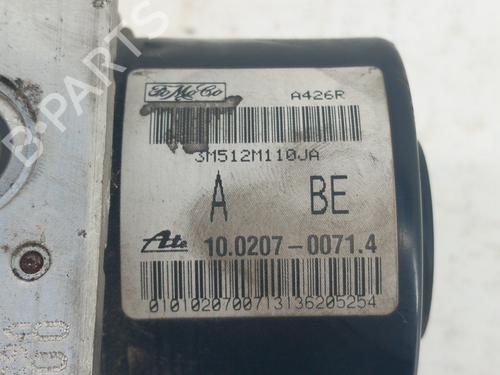 FoMoCo A426R
3M512M110JA
A BE
Ate 10.0207-0071.4
0101020700713136205254
B-Parts